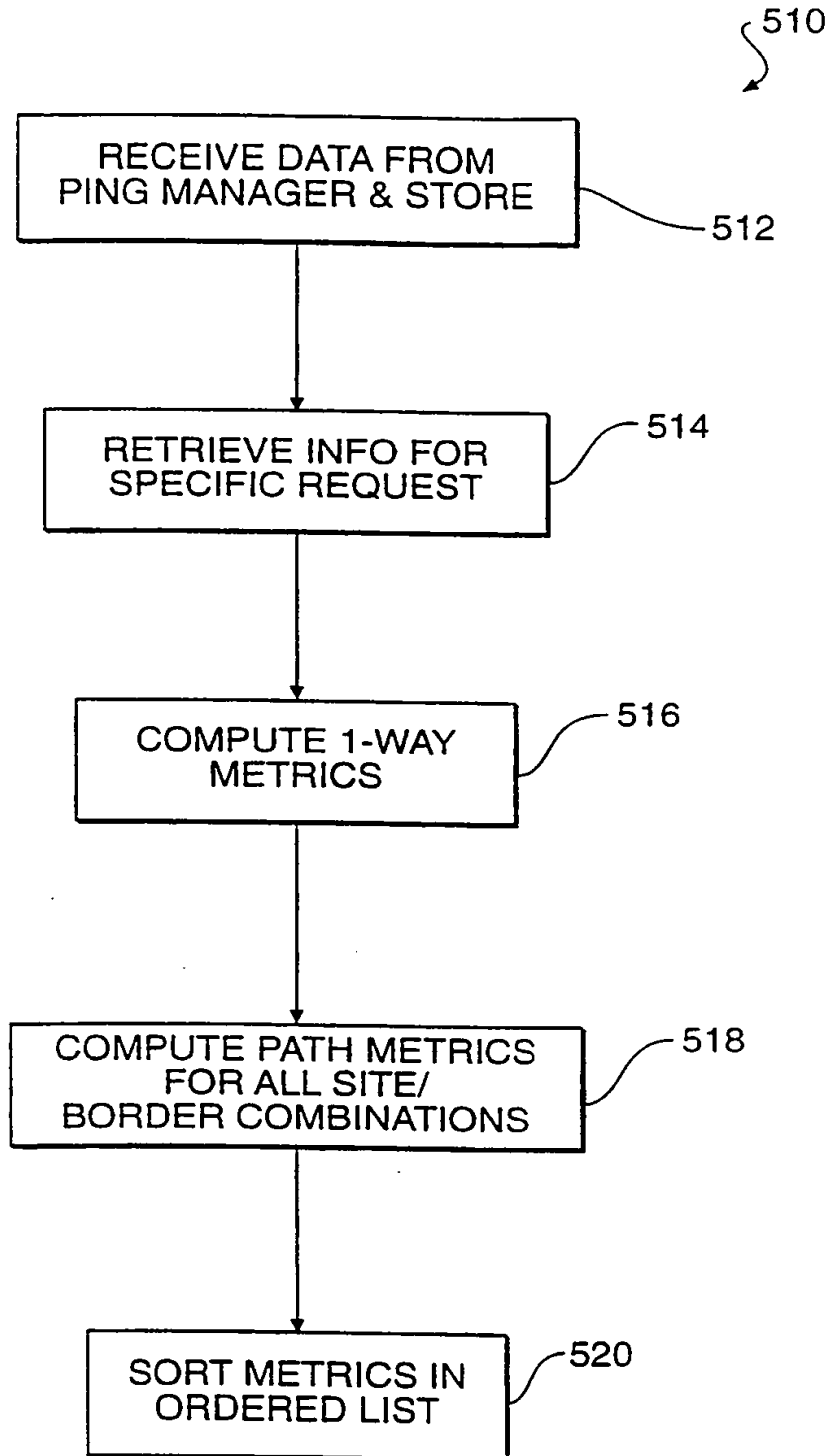 510
RECEIVE DATA FROM
PING MANAGER & STORE
512
RETRIEVE INFO FOR
SPECIFIC REQUEST
514
COMPUTE 1-WAY
METRICS
516
COMPUTE PATH METRICS
FOR ALL SITE/
BORDER COMBINATIONS
518
SORT METRICS IN
ORDERED LIST
520